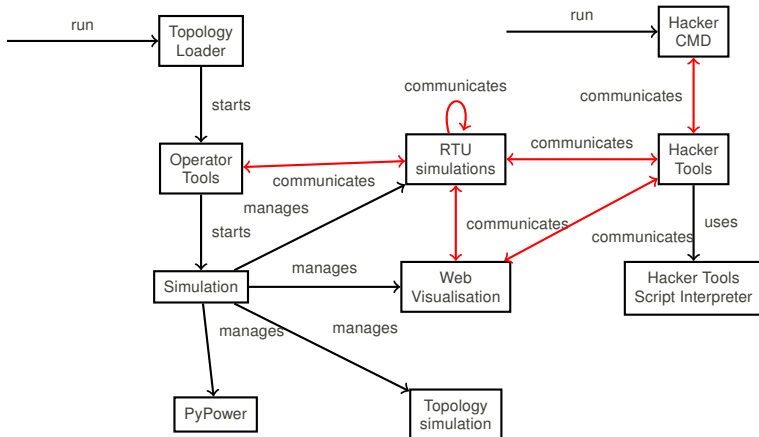 run
Topology
Loader
run
Hacker
CMD
starts
communicates
communicates
Operator
Tools
communicates
RTU
simulations
communicates
Hacker
Tools
manages
starts
communicates
communicates
uses
Simulation
manages
Web
Visualisation
Hacker Tools
Script Interpreter
manages
manages
PyPower
Topology
simulation